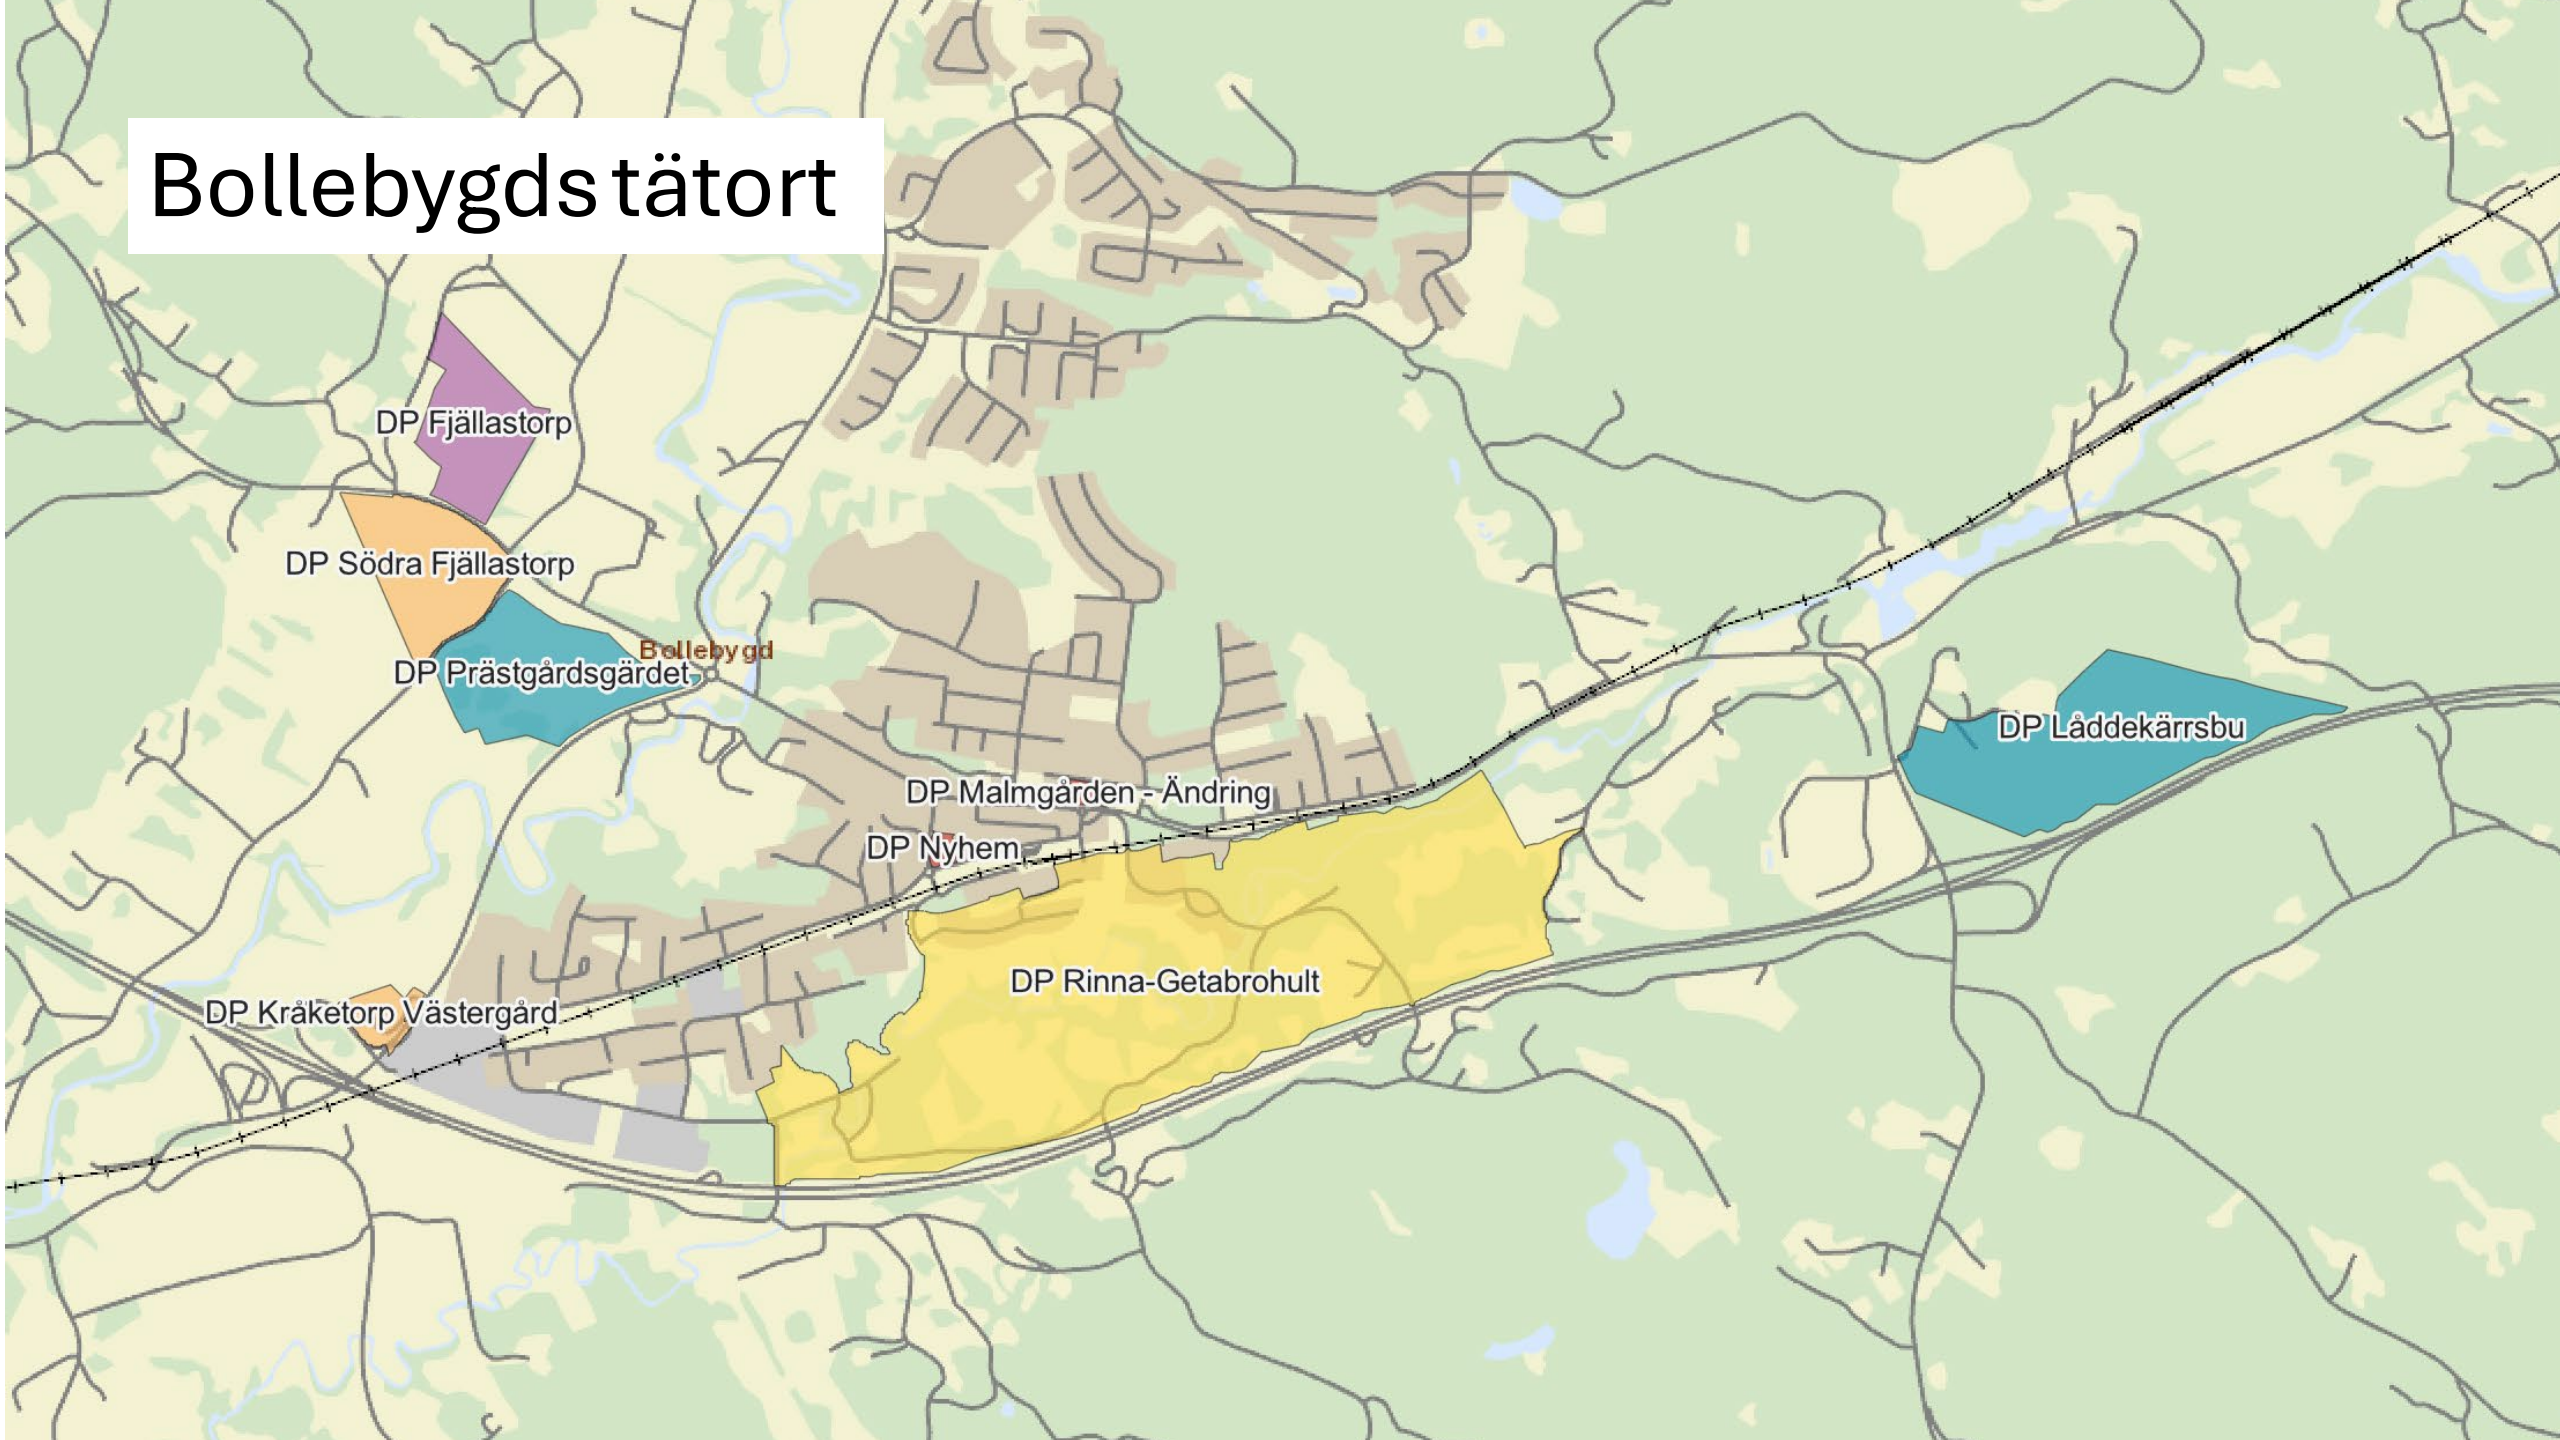 Bollebygds tätort
DP Fjällastorp
DP Södra Fjällastorp
Bollebygd
DP Prästgårdsgärdet
DP Låddekärrsbu
DP Malmgården - Ändring
DP Nyhem
DP Rinna-Getabrohult
DP Kråketorp Västergård